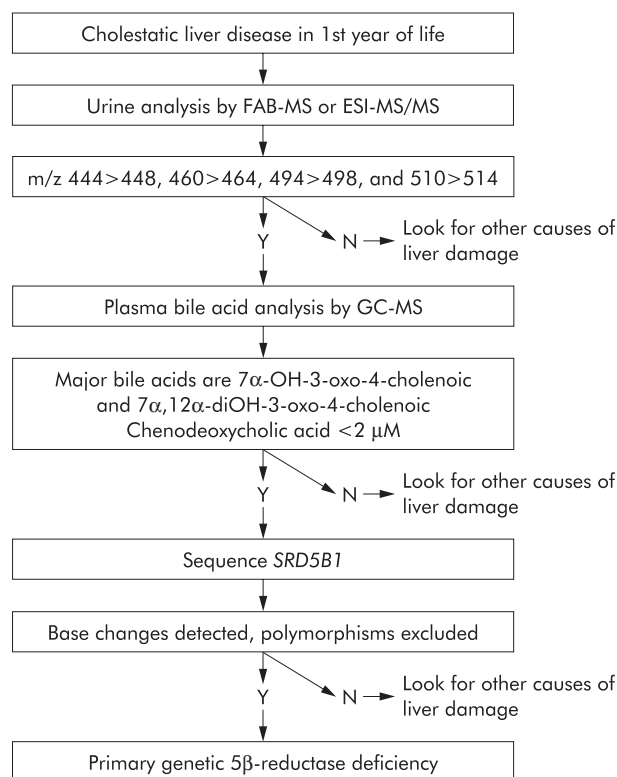 Cholestatic liver disease in 1st year of life
Urine analysis by FAB-MS or ESI-MS/MS
m/z 444>448, 460>464, 494>498, and 510>514
Y
N
Look for other causes of
liver damage
Plasma bile acid analysis by GC-MS
Major bile acids are 7α-OH-3-oxo-4-cholenoic
and 7α,12α-diOH-3-oxo-4-cholenoic
Chenodeoxycholic acid <2 μM
Y
N
Look for other causes of
liver damage
Sequence SRD5B1
Base changes detected, polymorphisms excluded
Y
N
Look for other causes of
liver damage
Primary genetic 5β-reductase deficiency